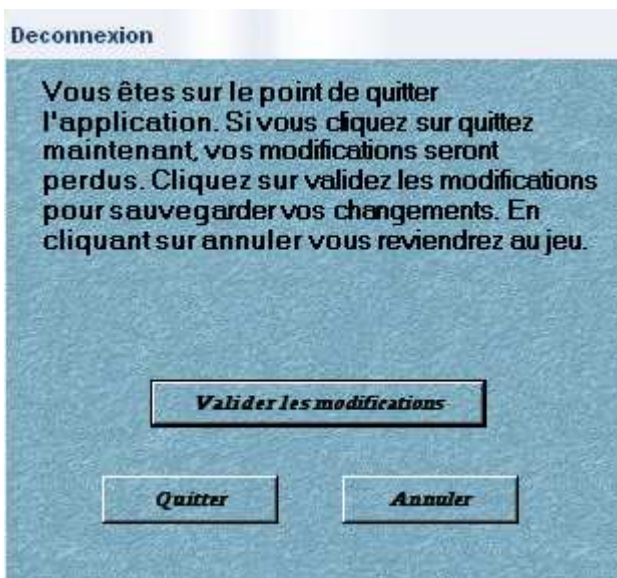 Deconnexion
Vous êtes sur le point de quitter
l'application. Si vous cliquez sur quittez
maintenant, vos modifications seront
perdus. Cliquez sur validez les modifications
pour sauvegarder vos changements. En
cliquant sur annuler vous reviendrez au jeu.
Valider les modifications
Quitter
Annuler